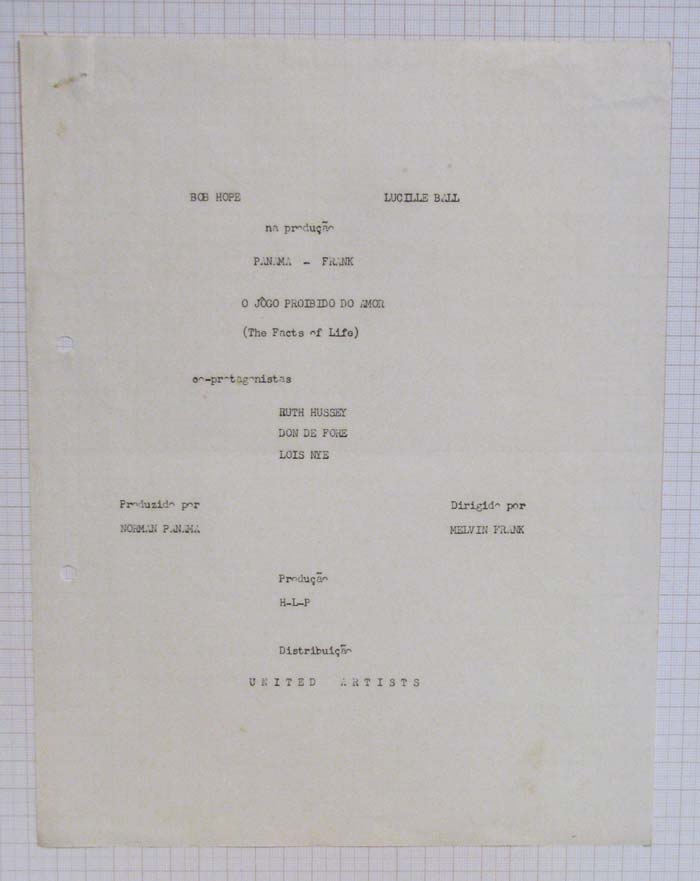 BOB HOPE LUCILLE BALL
na produção
PANAMA - FRANK
O JÔGO PROIBIDO DO AMOR
(The Facts of Life)
co-protagonistas
RUTH HUSSEY
DON DE FORE
LOIS NYE
Produzido por Dirigido por
NORMAN PANAMA MELVIN FRANK
Produção
H-L-P
Distribuição
UNITED ARTISTS